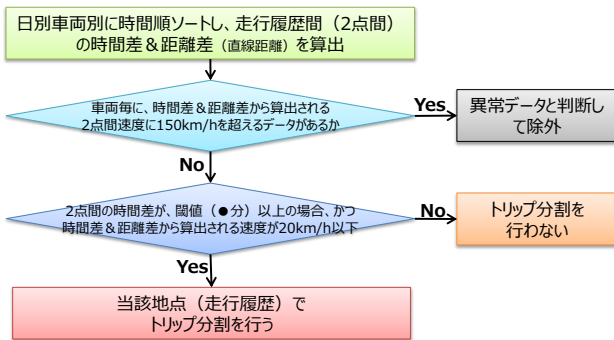 日別車両別に時間順ソートし、走行履歴間（2点間）
の時間差＆距離差（直線距離）を算出
車両毎に、時間差＆距離差から算出される
2点間速度に150km/hを超えるデータがあるか
Yes
異常データと判断し
て除外
No
2点間の時間差が、閾値（●分）以上の場合、かつ
時間差＆距離差から算出される速度が20km/h以下
No
トリップ分割を
行わない
Yes
当該地点（走行履歴）で
トリップ分割を行う